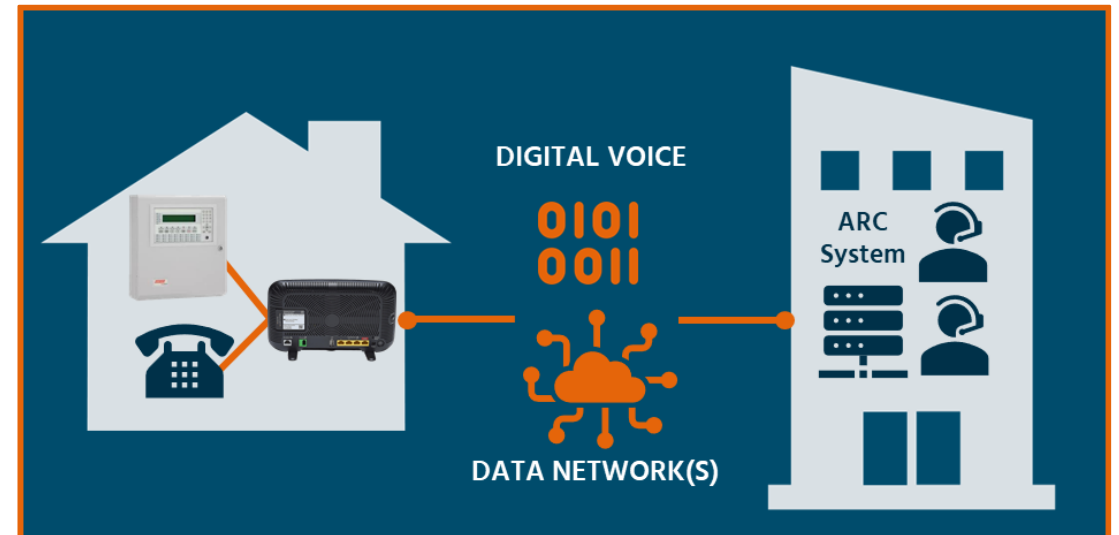 DIGITAL VOICE
0101
0011
DATA NETWORK(S)
ARC
System